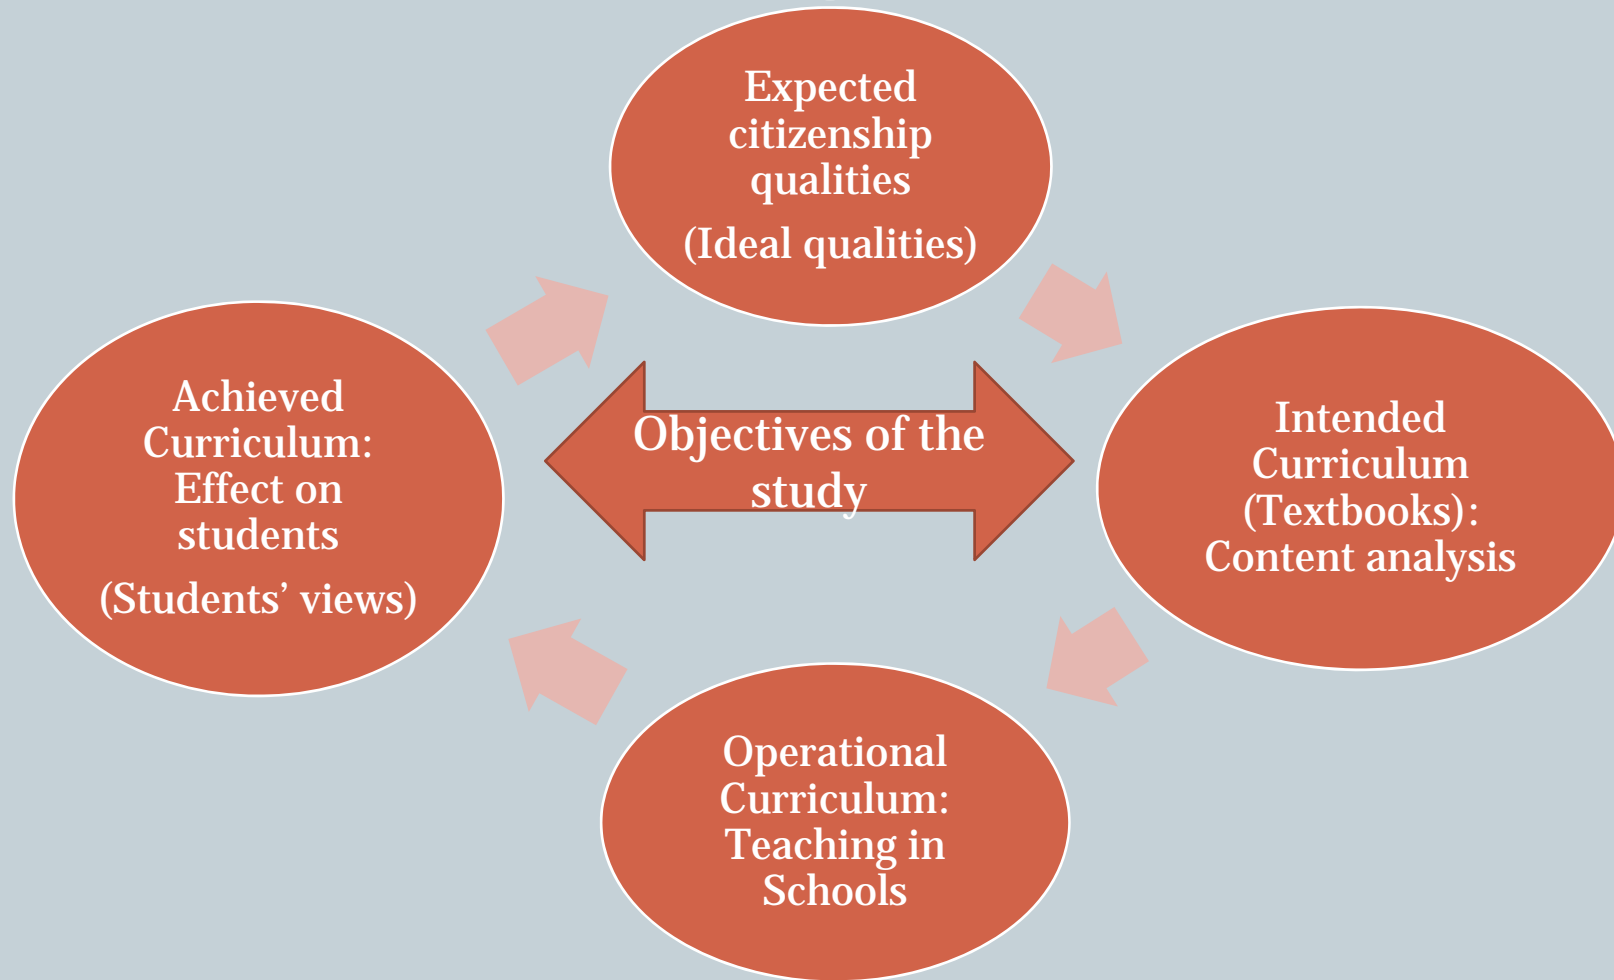 Expected
citizenship
qualities
(Ideal qualities)
Intended
Curriculum
(Textbooks):
Content analysis
Operational
Curriculum:
Teaching in
Schools
Achieved
Curriculum:
Effect on
students
(Students’ views)
Objectives of the
study